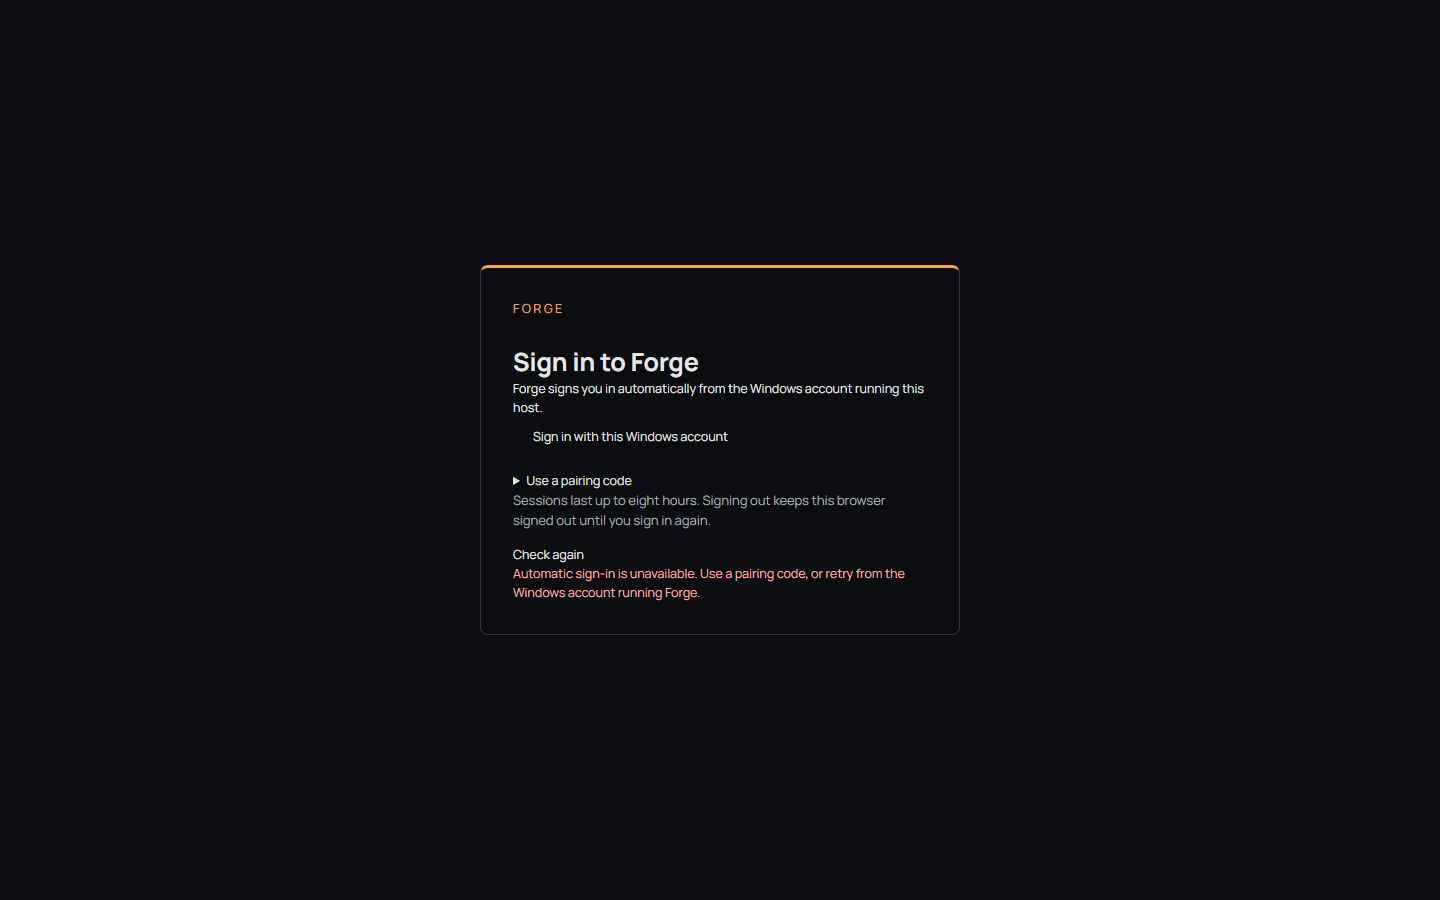 FORGE
Sign in to Forge
Forge signs you in automatically from the Windows account running this
host.
Sign in with this Windows account
Use a pairing code
Sessions last up to eight hours. Signing out keeps this browser
signed out until you sign in again.
Check again
Automatic sign-in is unavailable. Use a pairing code, or retry from the
Windows account running Forge.